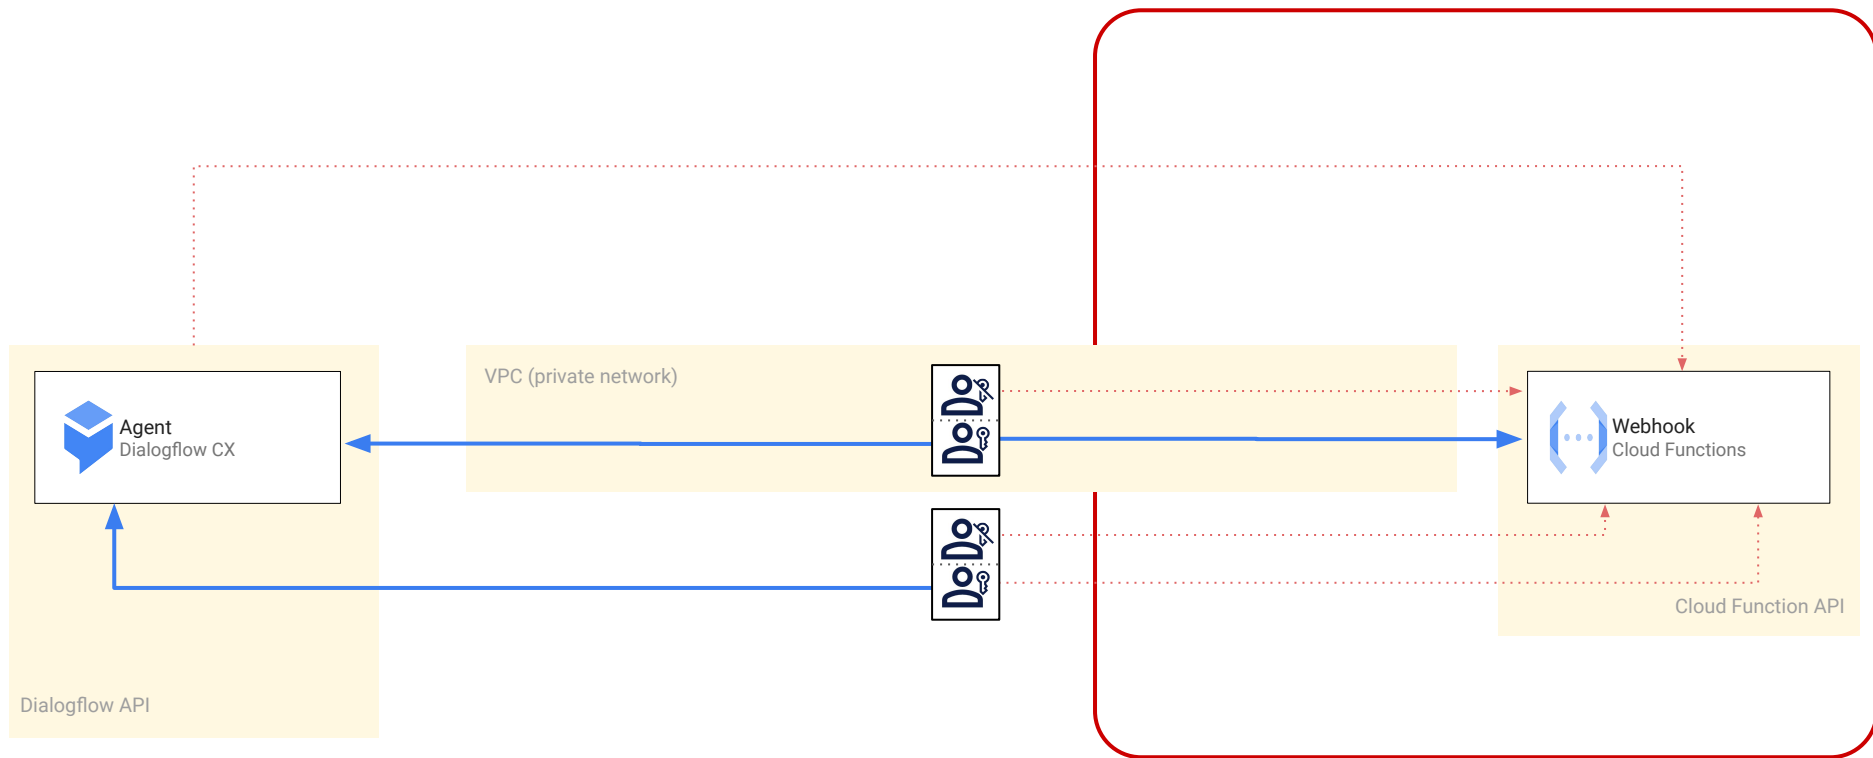 VPC (private network)
Agent
Dialogflow CX
Webhook
Cloud Functions
Cloud Function API
Dialogflow API